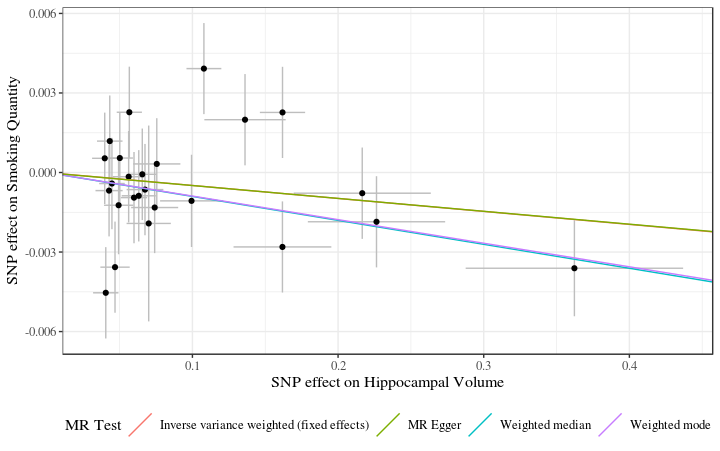 0.006
0.003
0.000
-0.003
-0.006
SNP effect on Smoking Quantity
0.1 0.2 0.3 0.4
SNP effect on Hippocampal Volume
MR Test Inverse variance weighted (fixed effects) MR Egger Weighted median Weighted mode